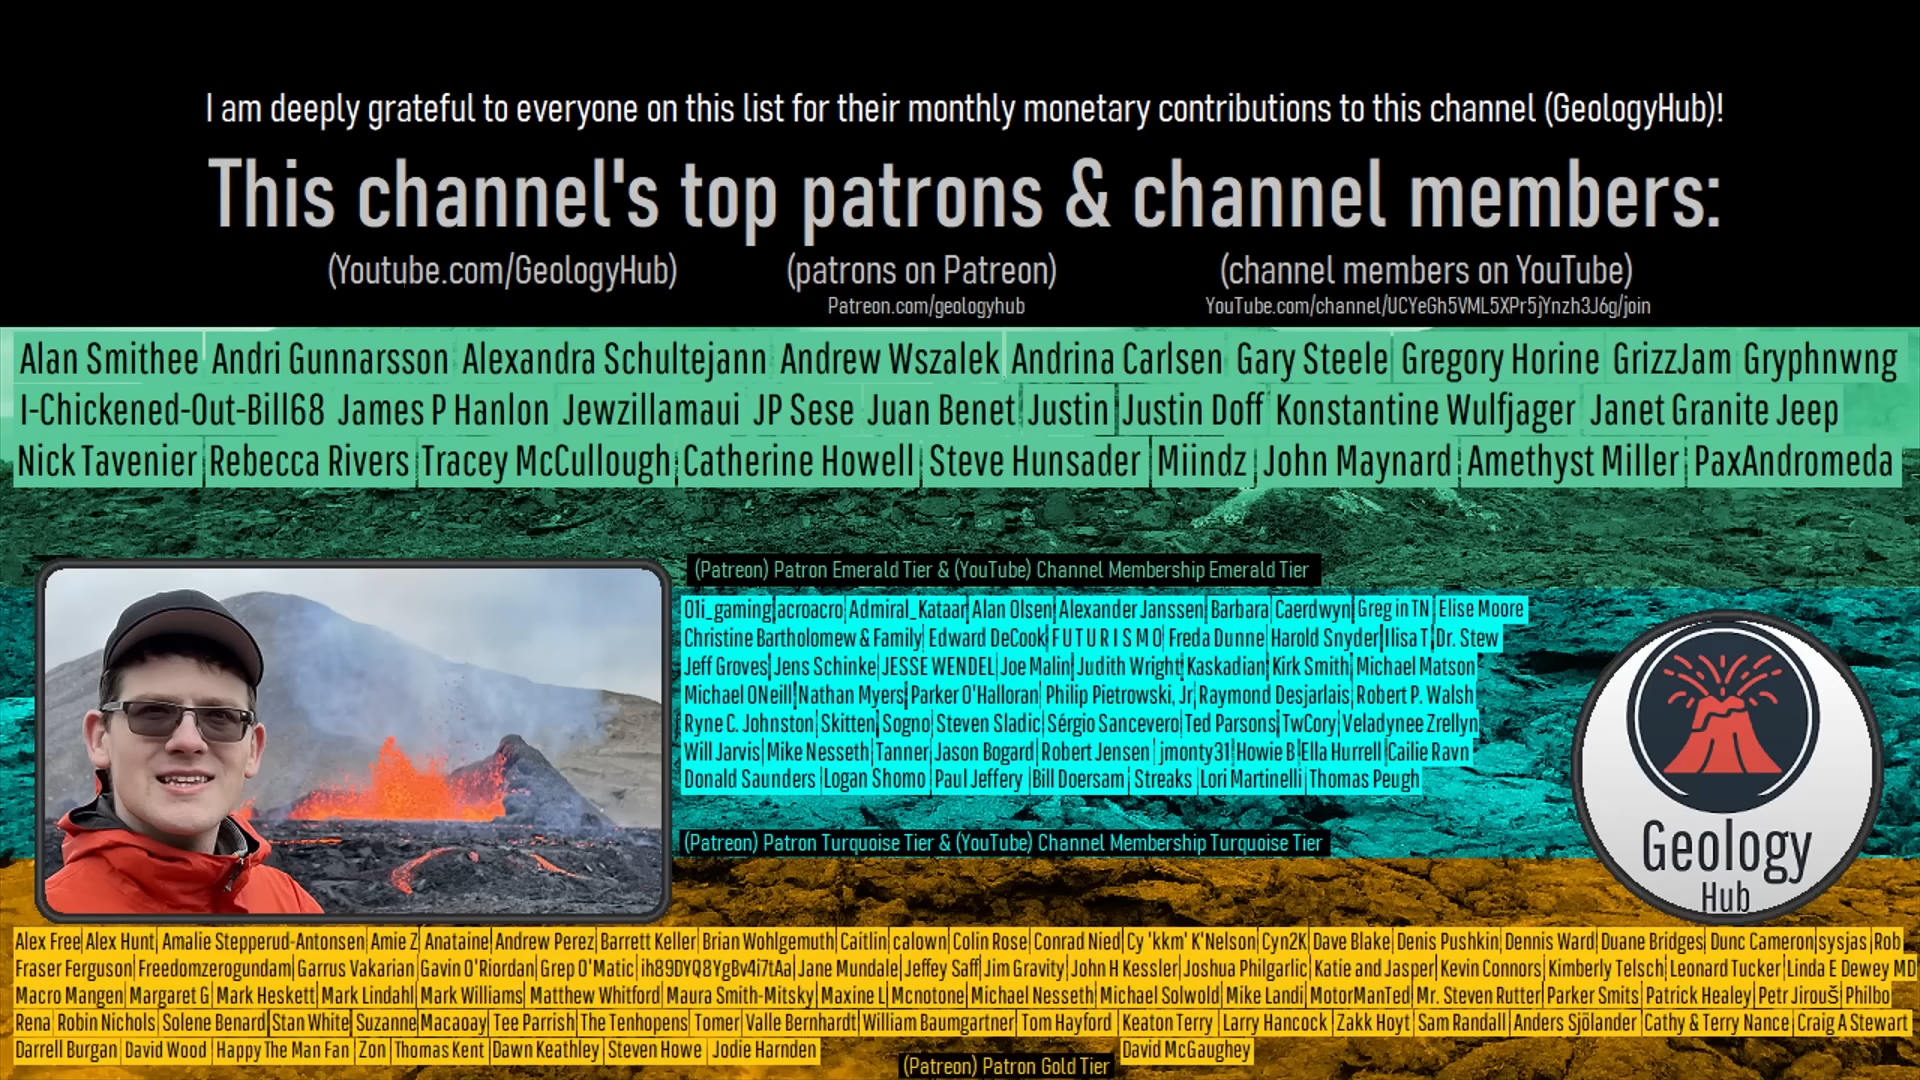 I am deeply grateful to everyone on this list for their monthly monetary contributions to this channel (GeologyHub)!
This channel's top patrons & channel members:
(Youtube.com/GeologyHub) (patrons on Patreon) (channel members on YouTube)
Patreon.com/geologyhub YouTube.com/channel/UCYeGh5VML5XPr5jYnzh3J6g/join
Alan Smithee Andri Gunnarsson Alexandra Schultejann Andrew Wszalek Andrina Carlsen Gary Steele Gregory Horine GrizzJam Gryphnwng
I-Chickened-Out-Bill68 James P Hanlon Jewzillamaui JP Sese Juan Benet Justin Justin Doff Konstantine Wulfjager Janet Granite Jeep
Nick Tavenier Rebecca Rivers Tracey McCullough Catherine Howell Steve Hunsader Miindz John Maynard Amethyst Miller PaxAndromeda
(Patreon) Patron Emerald Tier & (YouTube) Channel Membership Emerald Tier
01i_gaming acroacro Admiral_Kataar Alan Olsen Alexander Janssen Barbara Caerdwyn Greg in TN Elise Moore
Christine Bartholomew & Family Edward DeCook F U T U R I S M O Freda Dunne Harold Snyder Ilisa T Dr. Stew
Jeff Groves Jens Schinke JESSE WENDEL Joe Malin Judith Wright Kaskadian Kirk Smith Michael Matson
Michael ONeill Nathan Myers Parker O'Halloran Philip Pietrowski, Jr Raymond Desjarlais Robert P. Walsh
Ryne C. Johnston Skitten Sogno Steven Sladic Sérgio Sancevero Ted Parsons TwCory Veladynee Zrellyn
Will Jarvis Mike Nesseth Tanner Jason Bogard Robert Jensen jmonty31 Howie B Ella Hurrell Cailie Ravn
Donald Saunders Logan Shomo Paul Jeffery Bill Doersam Streaks Lori Martinelli Thomas Peugh
(Patreon) Patron Turquoise Tier & (YouTube) Channel Membership Turquoise Tier
Geology
Hub
Alex Free Alex Hunt Amalie Stepperud-Antonsen Amie Z Anataine Andrew Perez Barrett Keller Brian Wohlgemuth Caitlin calown Colin Rose Conrad Nied Cy 'kkm' K'Nelson Cyn2K Dave Blake Denis Pushkin Dennis Ward Duane Bridges Dunc Cameron sysjas Rob
Fraser Ferguson Freedomzerogundam Garrus Vakarian Gavin O'Riordan Grep O'Matic ih89DYQ8YgBv4i7tAa Jane Mundale Jeffey Saff Jim Gravity John H Kessler Joshua Philgarlic Katie and Jasper Kevin Connors Kimberly Telsch Leonard Tucker Linda E Dewey MD
Macro Mangen Margaret G Mark Heskett Mark Lindahl Mark Williams Matthew Whitford Maura Smith-Mitsky Maxine L Mcnotone Michael Nesseth Michael Solwold Mike Landi MotorManTed Mr. Steven Rutter Parker Smits Patrick Healey Petr Jirouš Philbo
Rena Robin Nichols Solene Benard Stan White Suzanne Macaoay Tee Parrish The Tenhopens Tomer Valle Bernhardt William Baumgartner Tom Hayford Keaton Terry Larry Hancock Zakk Hoyt Sam Randall Anders Sjölander Cathy & Terry Nance Craig A Stewart
Darrell Burgan David Wood Happy The Man Fan Zon Thomas Kent Dawn Keathley Steven Howe Jodie Harnden David McGaughey
(Patreon) Patron Gold Tier